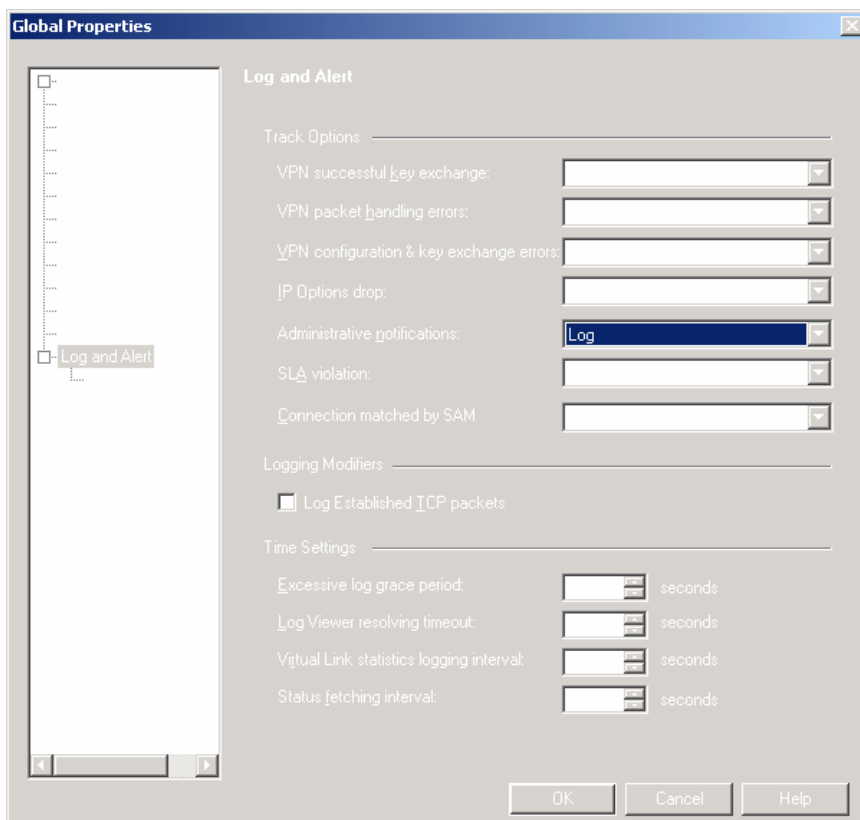 Global Properties
Log and Alert
Log and Alert
Track Options
VPN successful key exchange:
VPN packet handling errors:
VPN configuration & key exchange errors:
IP Options drop:
Administrative notifications:
Log
SLA violation:
Connection matched by SAM
Logging Modifiers
Log Established TCP packets
Time Settings
Excessive log grace period:
seconds
Log Viewer resolving timeout:
seconds
Virtual Link statistics logging interval:
seconds
Status fetching interval:
seconds
OK
Cancel
Help